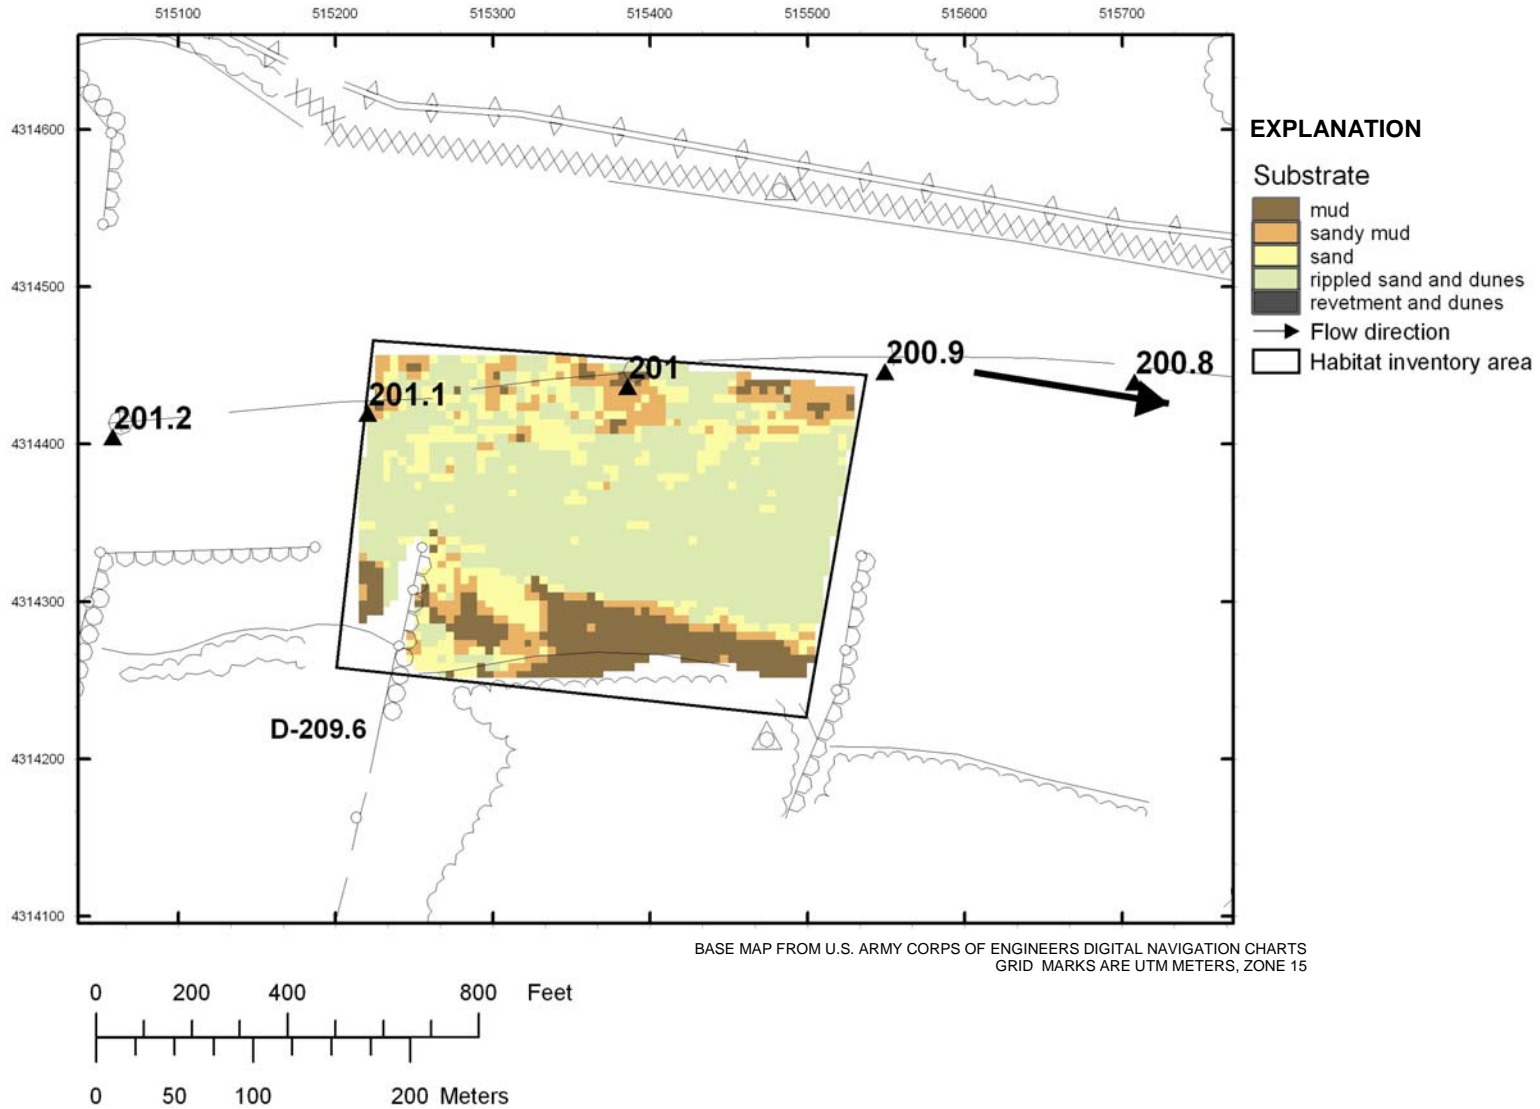 515100 515200 515300 515400 515500 515600 515700
4314600
4314500
4314400
4314300
4314200
4314100
EXPLANATION
Substrate
mud
sandy mud
sand
rippled sand and dunes
revetment and dunes
Flow direction
Habitat inventory area
201.2
201.1
201
200.9
200.8
D-209.6
BASE MAP FROM U.S. ARMY CORPS OF ENGINEERS DIGITAL NAVIGATION CHARTS
GRID MARKS ARE UTM METERS, ZONE 15
0 200 400 800 Feet
0 50 100 200 Meters